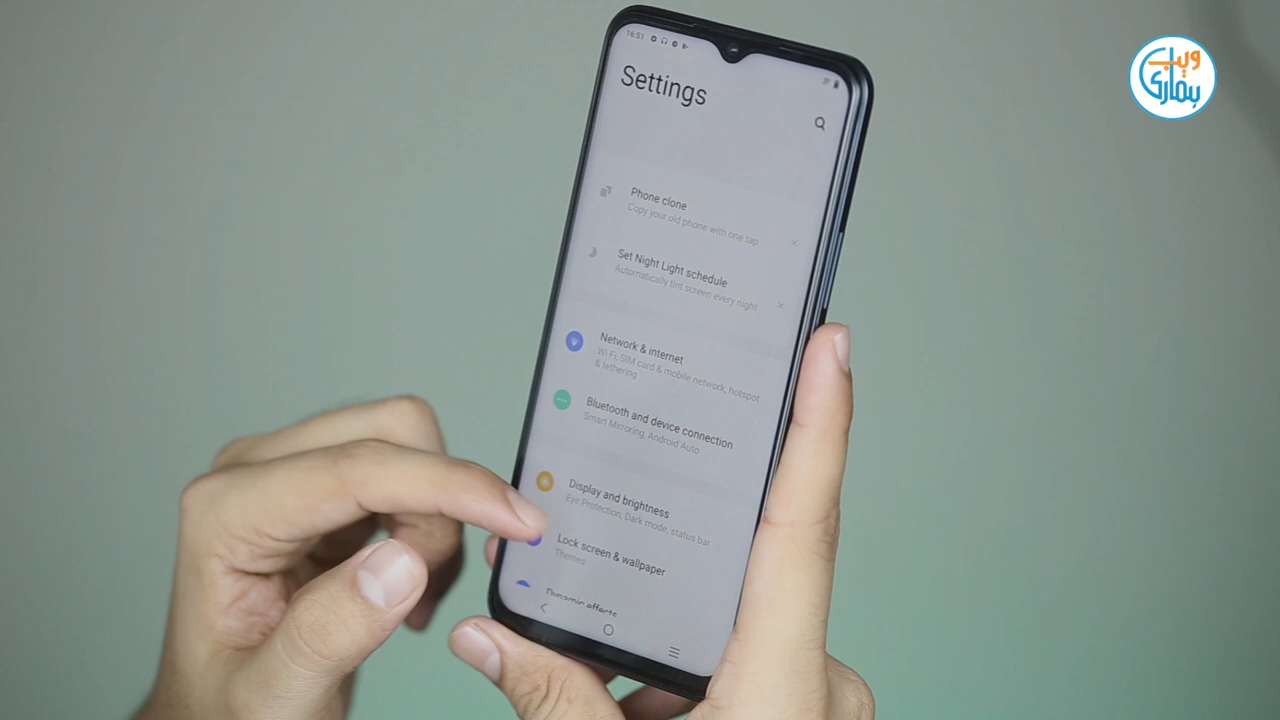 16:51
Settings
Phone clone
Copy your old phone with one tap
Set Night Light schedule
Automatically tint screen every night
Network & internet
Wi-Fi, SIM card & mobile network, hotspot
& tethering
Bluetooth and device connection
Smart Mirroring, Android Auto
Display and brightness
Eye Protection, Dark mode, status bar
Lock screen & wallpaper
Themes
Dynamic effects
ویب
بماری